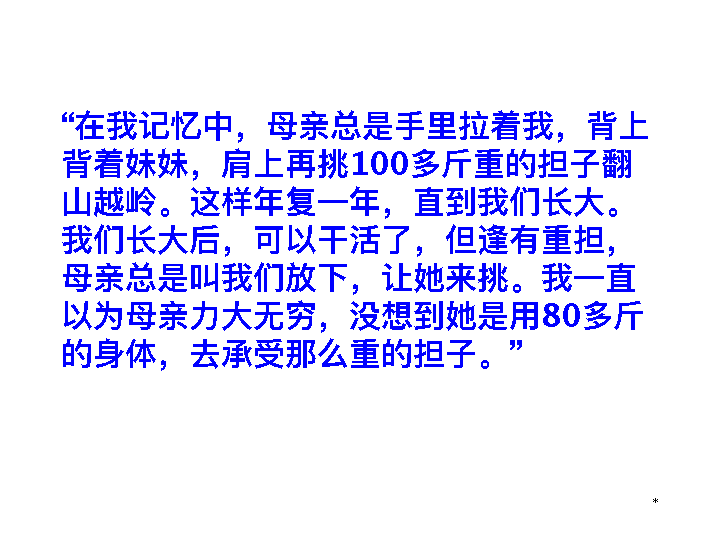 “在我记忆中，母亲总是手里拉着我，背上
背着妹妹，肩上再挑100多斤重的担子翻
山越岭。这样年复一年，直到我们长大。
我们长大后，可以干活了，但逢有重担，
母亲总是叫我们放下，让她来挑。我一直
以为母亲力大无穷，没想到她是用80多斤
的身体，去承受那么重的担子。”
*